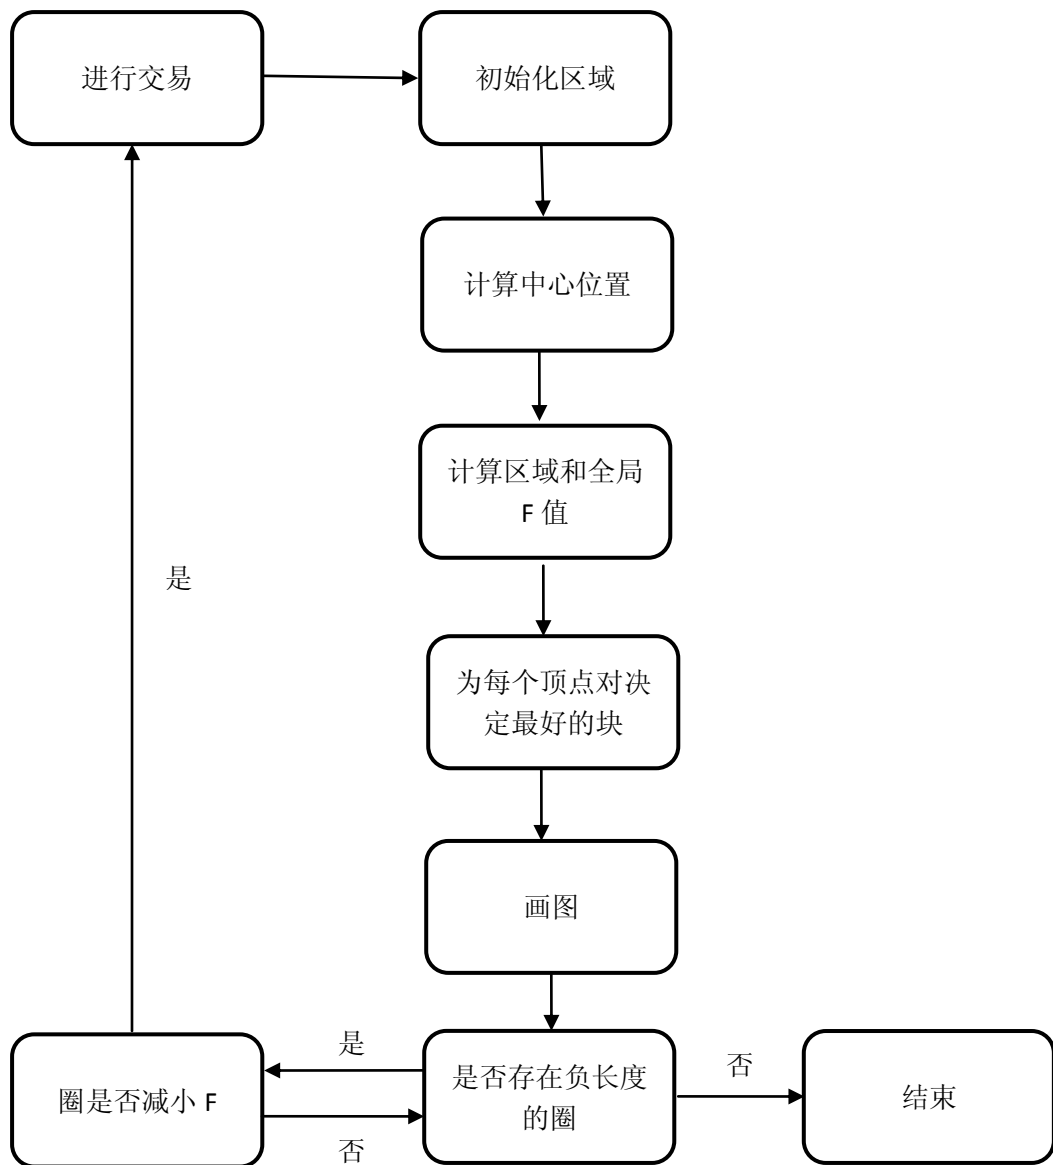 进行交易
初始化区域
计算中心位置
计算区域和全局
F 值
是
为每个顶点对决
定最好的块
画图
是
圈是否减小 F
是否存在负长度
的圈
否
结束
否